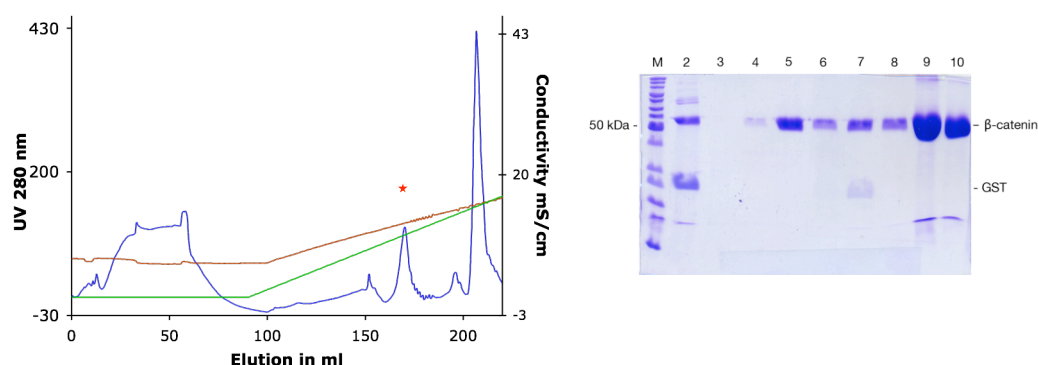 430
200
-30
UV 280 nm
0
50
100
150
200
Elution in ml
43
20
-3
Conductivity mS/cm
M 2 3 4 5 6 7 8 9 10
50 kDa -
- β-catenin
- GST